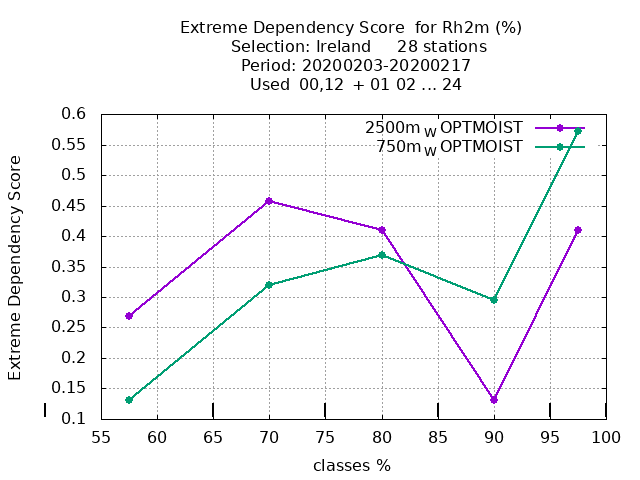 Extreme Dependency Score  for Rh2m (%)
Selection: Ireland     28 stations
Period: 20200203-20200217
Used  00,12  + 01 02 ... 24
0.6
0.55
0.5
0.45
0.4
0.35
0.3
0.25
0.2
0.15
0.1
Extreme Dependency Score
2500m W OPTMOIST
750m W OPTMOIST
55 60 65 70 75 80 85 90 95 100
classes %